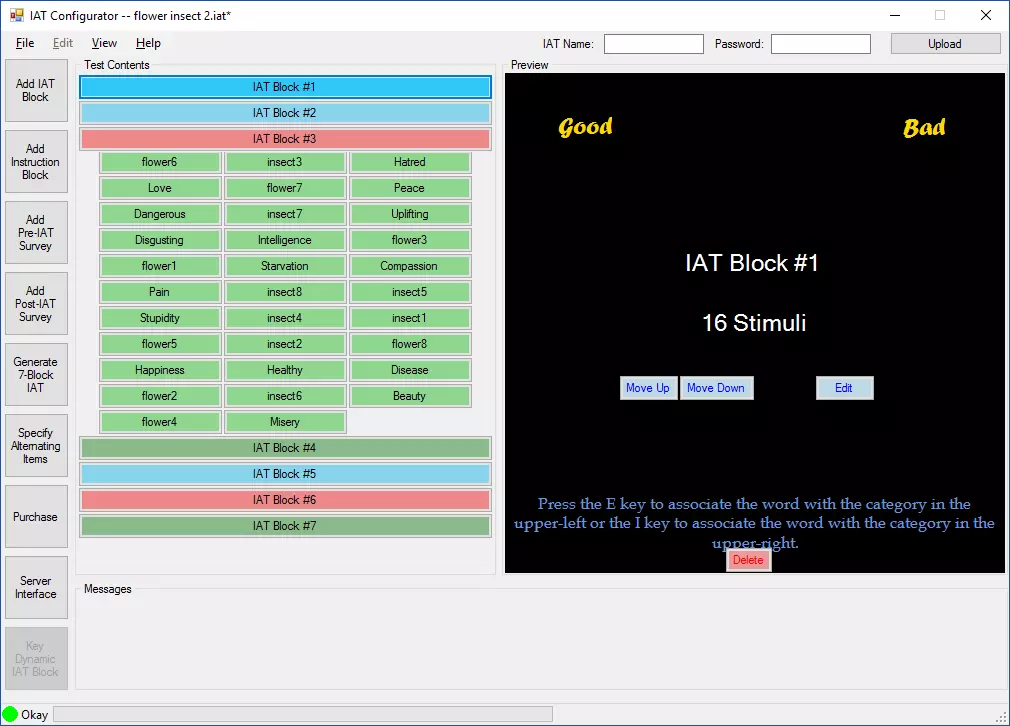 IAT Configurator -- flower insect 2.iat*
File Edit View Help IAT Name: Password: Upload
Add IAT
Block
Add
Instruction
Block
Add
Pre-IAT
Survey
Add
Post-IAT
Survey
Generate
7-Block
IAT
Specify
Alternating
Items
Purchase
Server
Interface
Key
Dynamic
IAT Block
Test Contents
IAT Block #1
IAT Block #2
IAT Block #3
flower6 insect3 Hatred
Love flower7 Peace
Dangerous insect7 Uplifting
Disgusting Intelligence flower3
flower1 Starvation Compassion
Pain insect8 insect5
Stupidity insect4 insect1
flower5 insect2 flower8
Happiness Healthy Disease
flower2 insect6 Beauty
flower4 Misery
IAT Block #4
IAT Block #5
IAT Block #6
IAT Block #7
Preview
Good Bad
IAT Block #1
16 Stimuli
Move Up Move Down Edit
Press the E key to associate the word with the category in the
upper-left or the I key to associate the word with the category in the
upper-right.
Delete
Messages
Okay